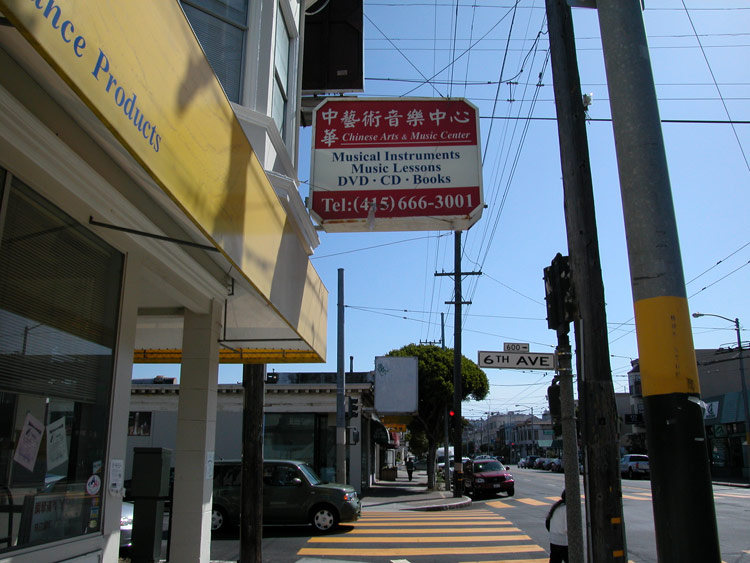 ance Products
中藝術音樂中心
華 Chinese Arts & Music Center
Musical Instruments
Music Lessons
DVD · CD · Books
Tel:(415)666-3001
600
6TH AVE